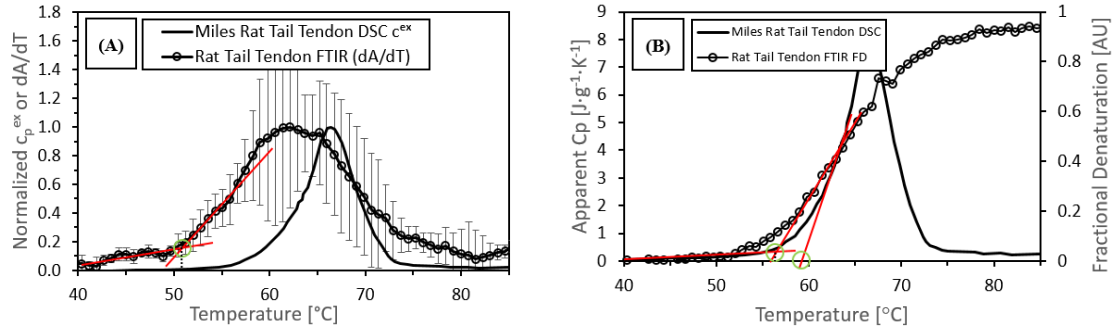 (A)
Miles Rat Tail Tendon DSC cᵉˣ
Rat Tail Tendon FTIR (dA/dT)
Normalized cₚᵉˣ or dA/dT
1.8
1.6
1.4
1.2
1.0
0.8
0.6
0.4
0.2
0.0
40 50 60 70 80
Temperature [°C]
(B)
Miles Rat Tail Tendon DSC
Rat Tail Tendon FTIR FD
Apparent Cp [J·g⁻¹·K⁻¹]
9
8
7
6
5
4
3
2
1
0
40 50 60 70 80
Temperature [°C]
1
0.8
0.6
0.4
0.2
0
Fractional Denaturation [AU]